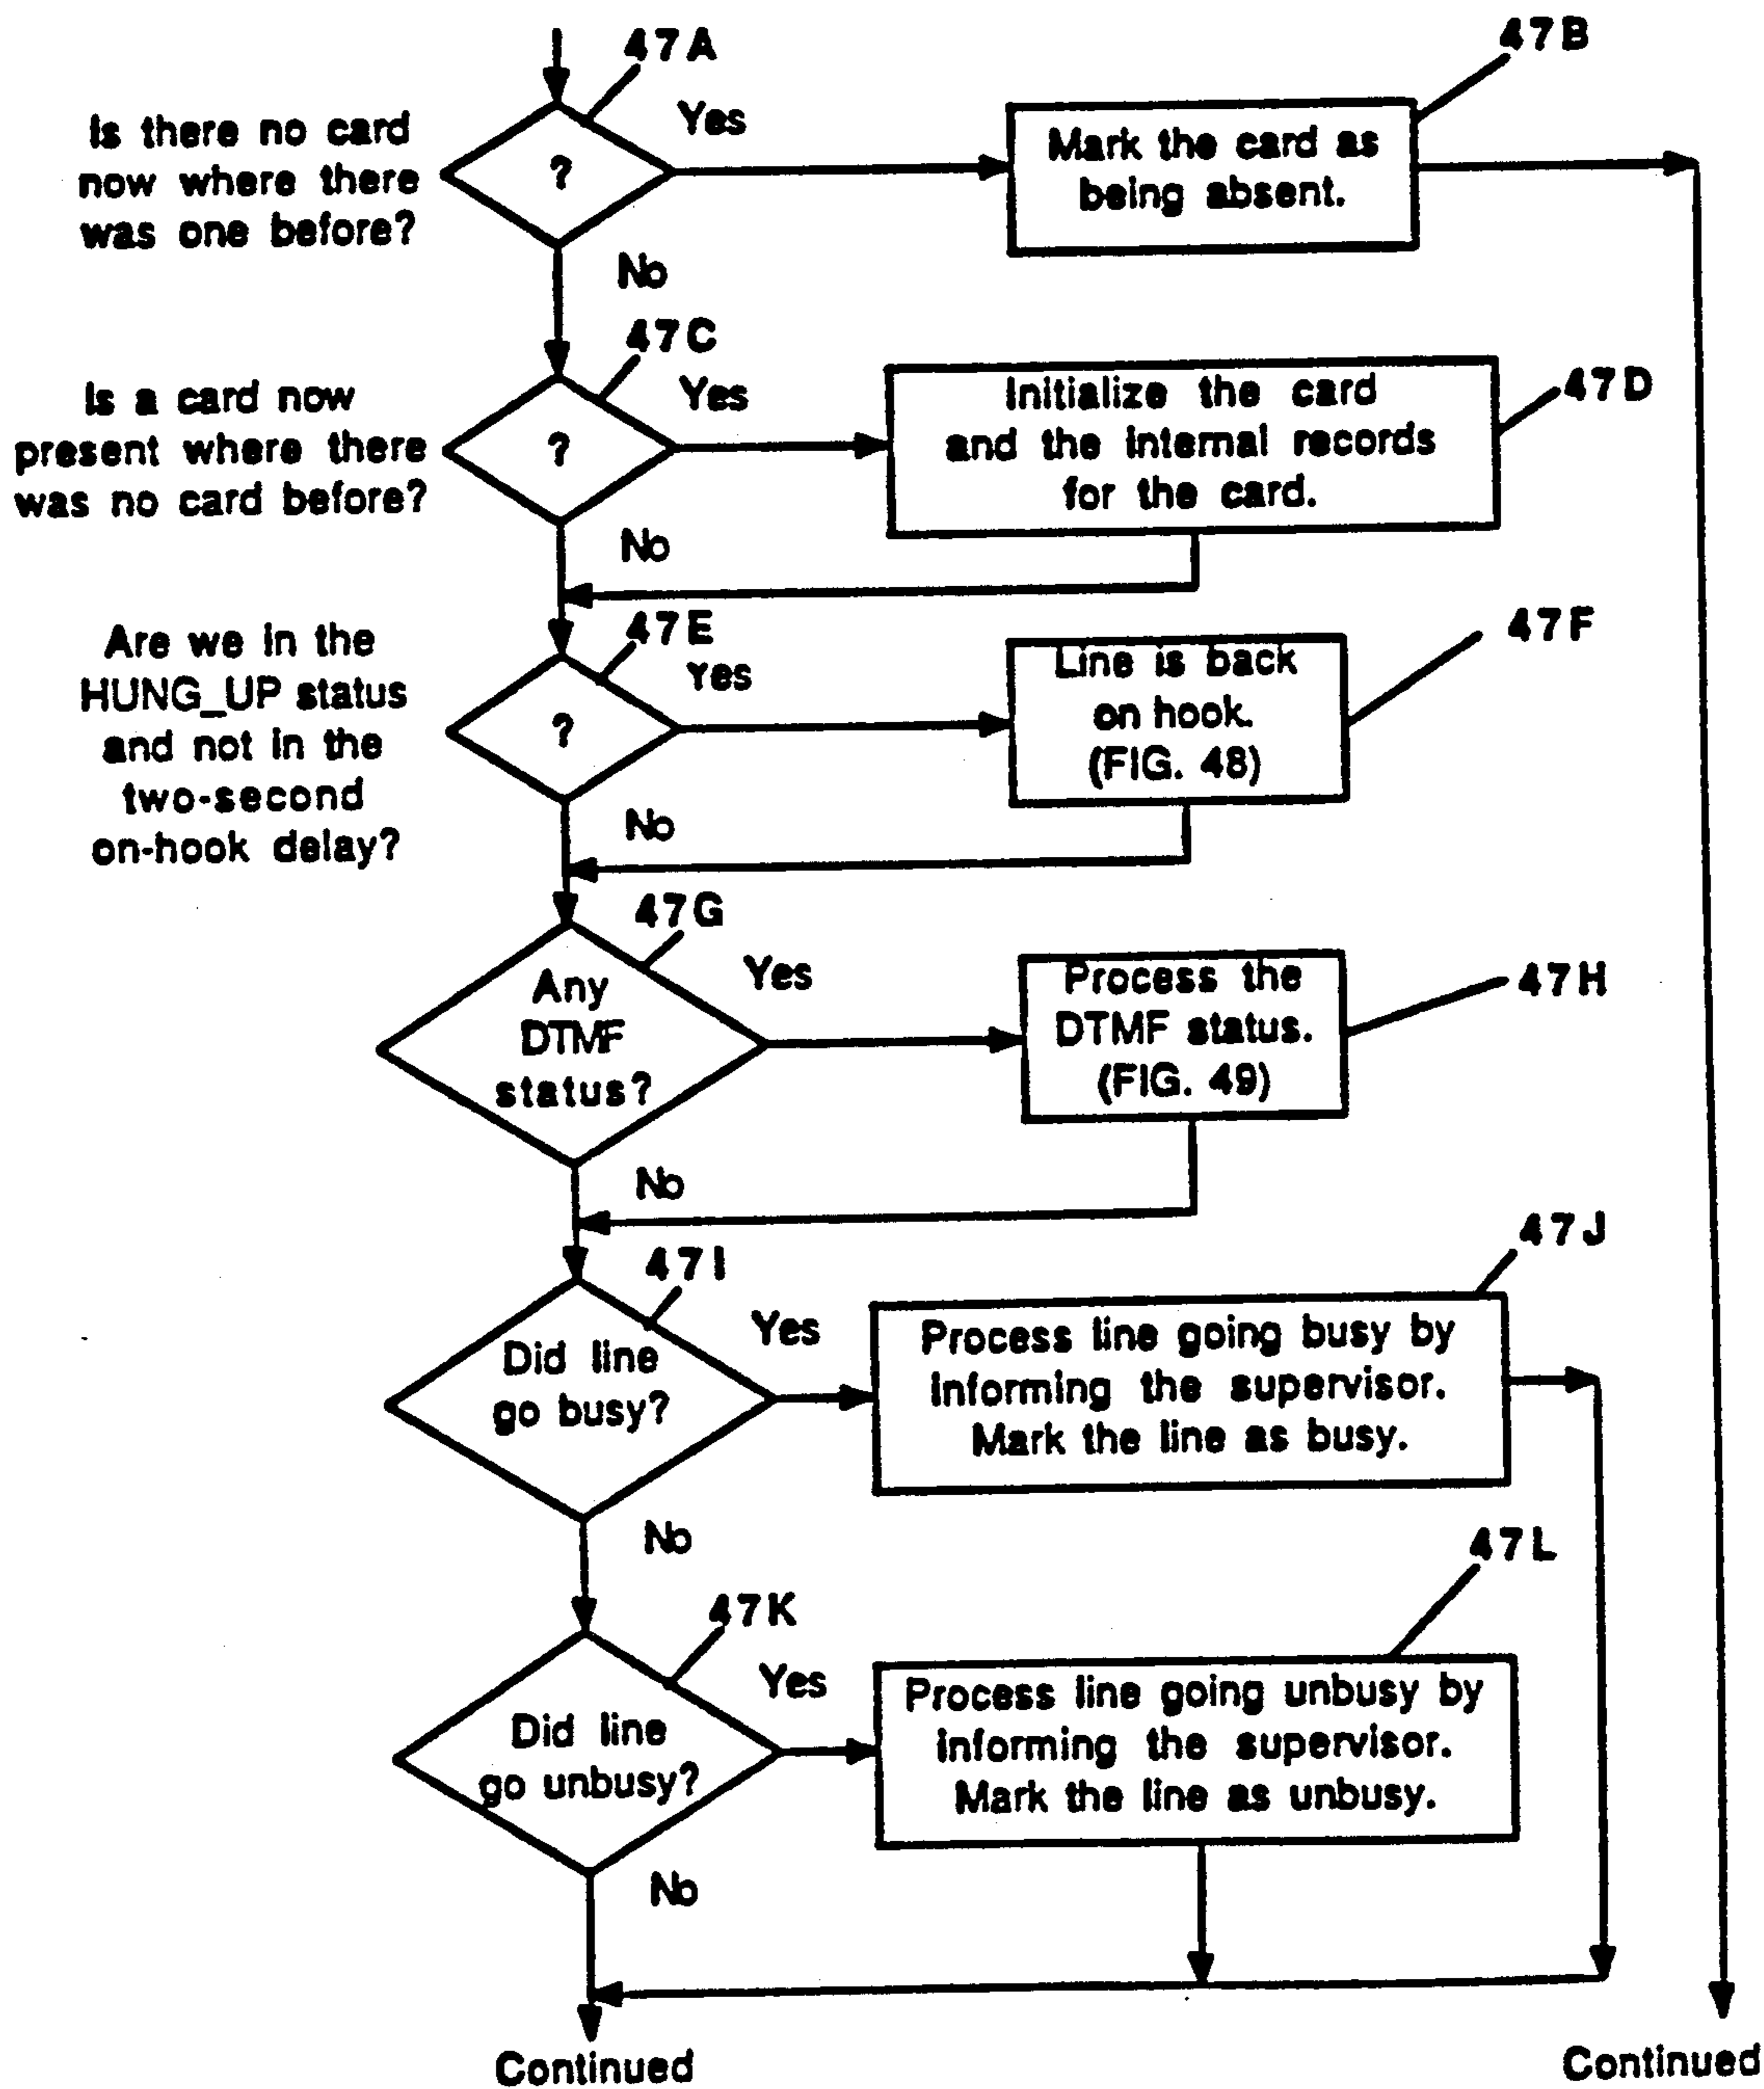 47A
47B
Is there no card
now where there
was one before?
?
Yes
Mark the card as
being absent.
No
47C
Is a card now
present where there
was no card before?
?
Yes
Initialize the card
and the internal records
for the card.
47D
No
Are we in the
HUNG_UP status
and not in the
two-second
on-hook delay?
47E
?
Yes
Line is back
on hook.
(FIG. 48)
47F
No
47G
Any
DTMF
status?
Yes
Process the
DTMF status.
(FIG. 49)
47H
No
47I
Did line
go busy?
Yes
47J
Process line going busy by
informing the supervisor.
Mark the line as busy.
No
47K
Did line
go unbusy?
Yes
47L
Process line going unbusy by
informing the supervisor.
Mark the line as unbusy.
No
Continued
Continued